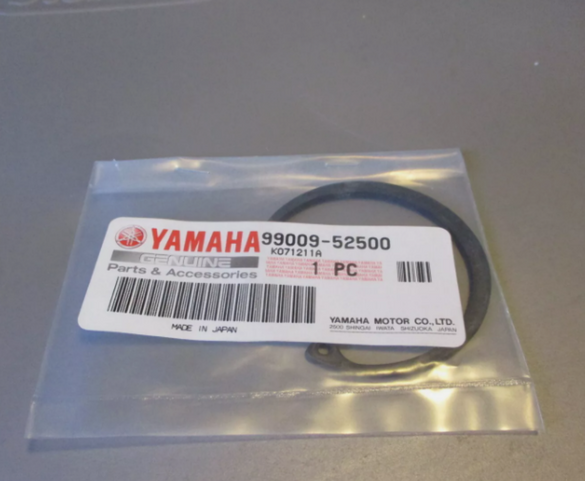 YAMAHA 99009-52500
K071211A
GENUINE
Parts & Accessories
1 PC
YAMAHA MOTOR CO., LTD.
2500 SHINGAI IWATA SHIZUOKA JAPAN
MADE IN JAPAN